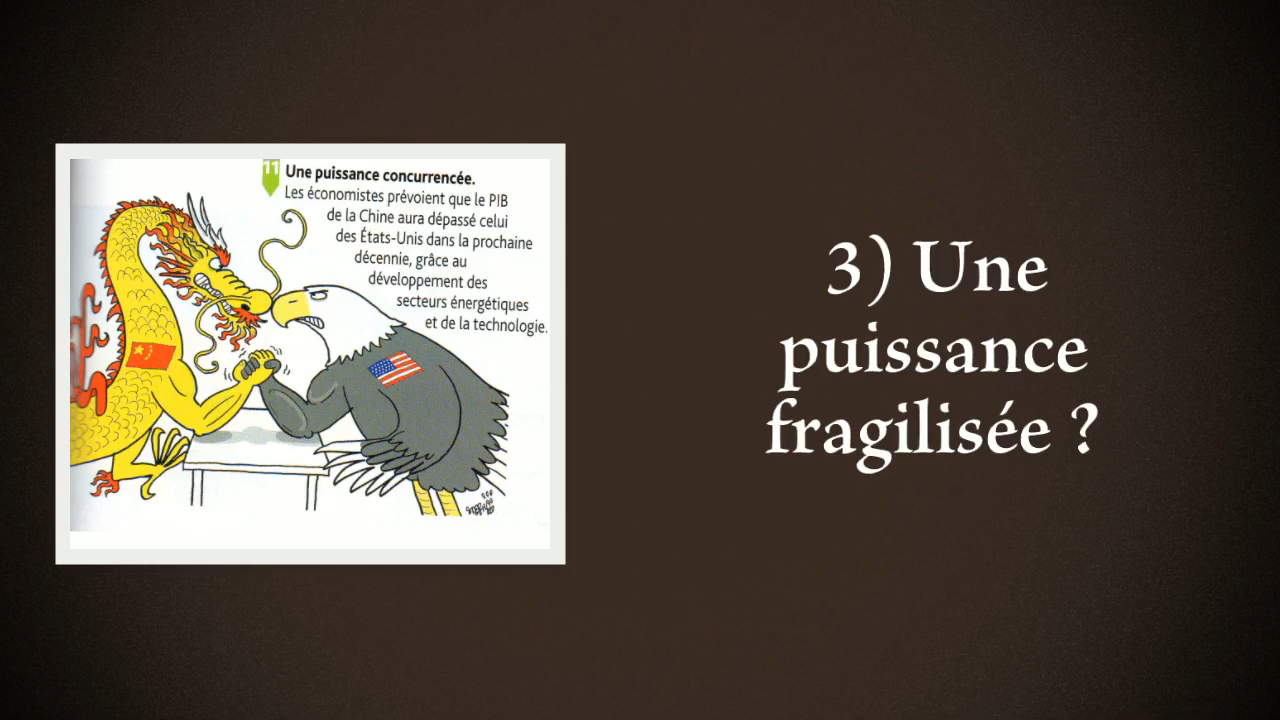 11 Une puissance concurrencée.
Les économistes prévoient que le PIB
de la Chine aura dépassé celui
des États-Unis dans la prochaine
décennie, grâce au
développement des
secteurs énergétiques
et de la technologie.
3) Une
puissance
fragilisée ?